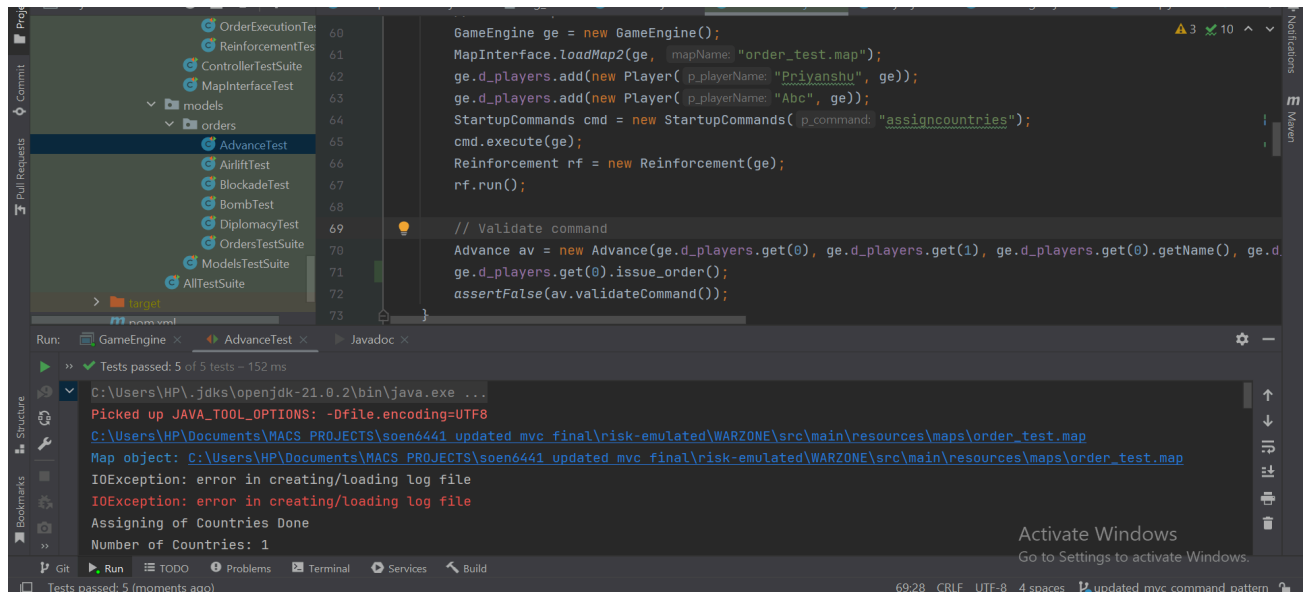 Proje
Commit
Pull Requests
Structure
Bookmarks
OrderExecutionTe
ReinforcementTes
ControllerTestSuite
MapInterfaceTest
models
orders
AdvanceTest
AirliftTest
BlockadeTest
BombTest
DiplomacyTest
OrdersTestSuite
ModelsTestSuite
AllTestSuite
target
pom.xml
60 GameEngine ge = new GameEngine();
61 MapInterface.loadMap2(ge, mapName: "order_test.map");
62 ge.d_players.add(new Player( p_playerName: "Priyanshu", ge));
63 ge.d_players.add(new Player( p_playerName: "Abc", ge));
64 StartupCommands cmd = new StartupCommands( p_command: "assigncountries");
65 cmd.execute(ge);
66 Reinforcement rf = new Reinforcement(ge);
67 rf.run();
68
69 // Validate command
70 Advance av = new Advance(ge.d_players.get(0), ge.d_players.get(1), ge.d_players.get(0).getName(), ge.d
71 ge.d_players.get(0).issue_order();
72 assertFalse(av.validateCommand());
73 }
3 10
Notifications
m Maven
Run: GameEngine AdvanceTest Javadoc
Tests passed: 5 of 5 tests – 152 ms
C:\Users\HP\.jdks\openjdk-21.0.2\bin\java.exe ...
Picked up JAVA_TOOL_OPTIONS: -Dfile.encoding=UTF8
C:\Users\HP\Documents\MACS PROJECTS\soen6441 updated mvc final\risk-emulated\WARZONE\src\main\resources\maps\order_test.map
Map object: C:\Users\HP\Documents\MACS PROJECTS\soen6441 updated mvc final\risk-emulated\WARZONE\src\main\resources\maps\order_test.map
IOException: error in creating/loading log file
IOException: error in creating/loading log file
Assigning of Countries Done
Number of Countries: 1
Activate Windows
Go to Settings to activate Windows.
Git Run TODO Problems Terminal Services Build
Tests passed: 5 (moments ago)
69:28 CRLF UTF-8 4 spaces updated mvc command pattern